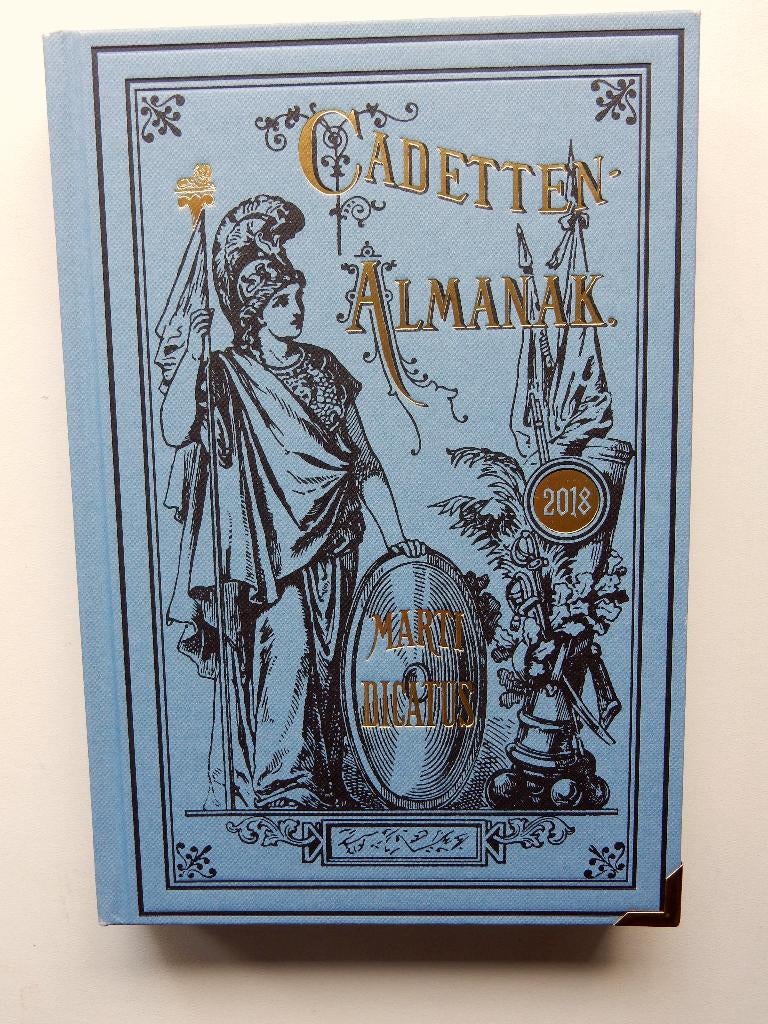 CADETTEN-
ALMANAK.
2018
MARTI
DICATUS